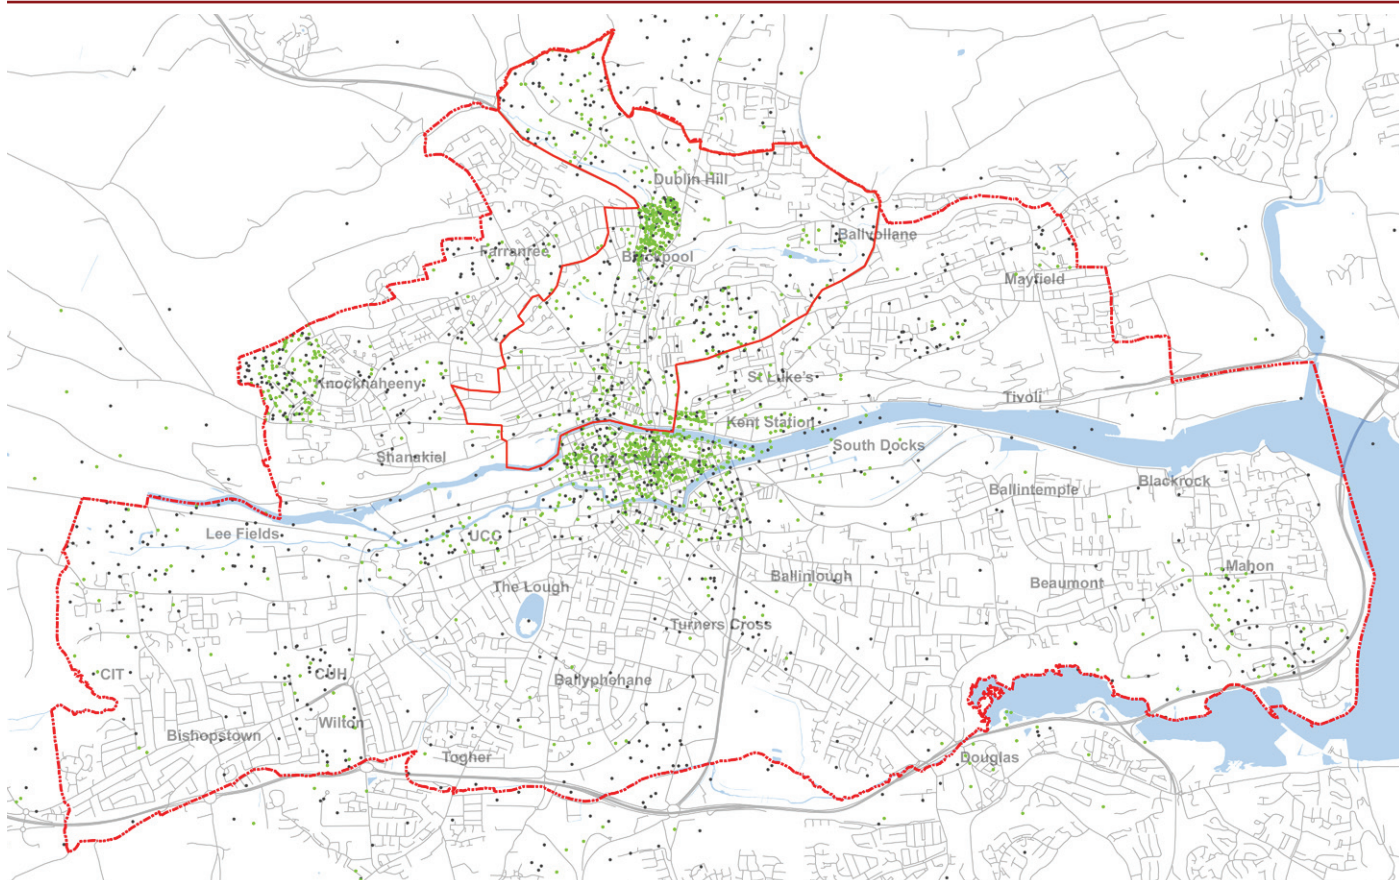 Dublin Hill
Ballyvollane
Farranree
Blackpool
Mayfield
Knocknaheeny
St Luke's
Tivoli
Kent Station
South Docks
Shanakiel
Ballintemple
Blackrock
Lee Fields
UCC
Mahon
Ballinlough
Beaumont
The Lough
Turners Cross
CIT
CUH
Ballyphehane
Wilton
Bishopstown
Togher
Douglas